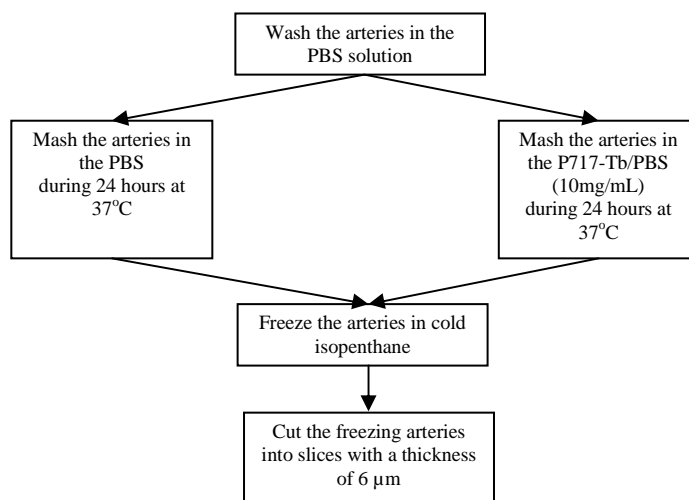 Wash the arteries in the
PBS solution
Mash the arteries in
the PBS
during 24 hours at
37°C
Mash the arteries in
the P717-Tb/PBS
(10mg/mL)
during 24 hours at
37°C
Freeze the arteries in cold
isopenthane
Cut the freezing arteries
into slices with a thickness
of 6 µm